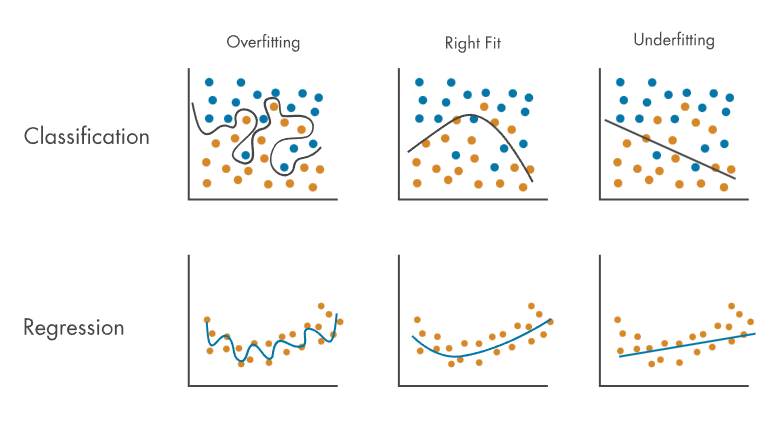 Overfitting
Right Fit
Underfitting
Classification
Regression